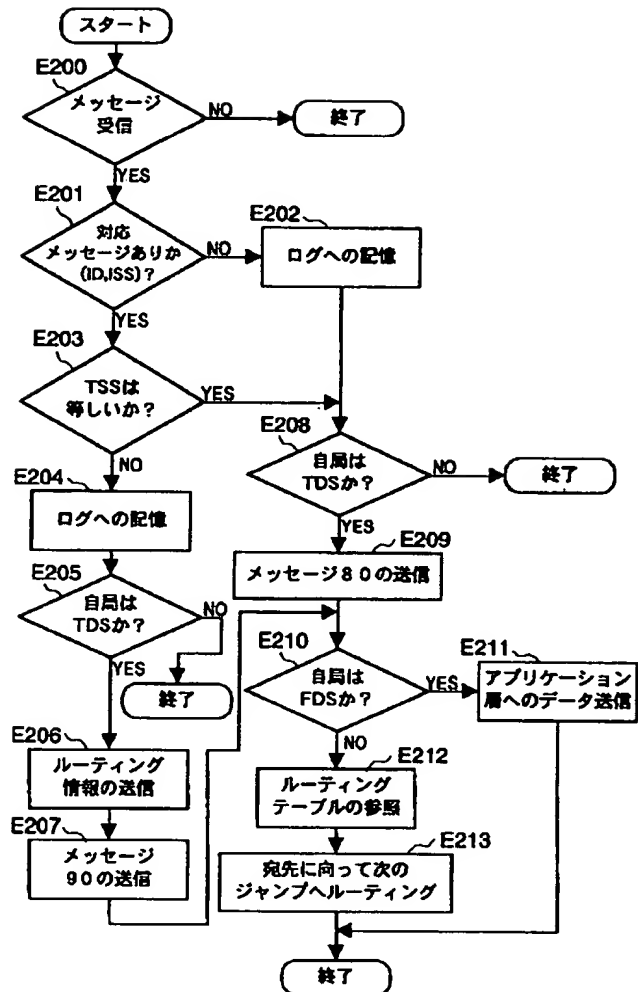 スタート
E200
メッセージ
受信
NO
終了
YES
E201
対応
メッセージありか
(ID,ISS)?
NO
E202
ログへの記憶
YES
E203
TSSは
等しいか?
YES
NO
E204
ログへの記憶
E205
自局は
TDSか?
NO
終了
YES
E206
ルーティング
情報の送信
E207
メッセージ
90の送信
E208
自局は
TDSか?
NO
終了
YES
E209
メッセージ80の送信
E210
自局は
FDSか?
YES
E211
アプリケーション
層へのデータ送信
NO
E212
ルーティング
テーブルの参照
E213
宛先に向って次の
ジャンプへルーティング
終了